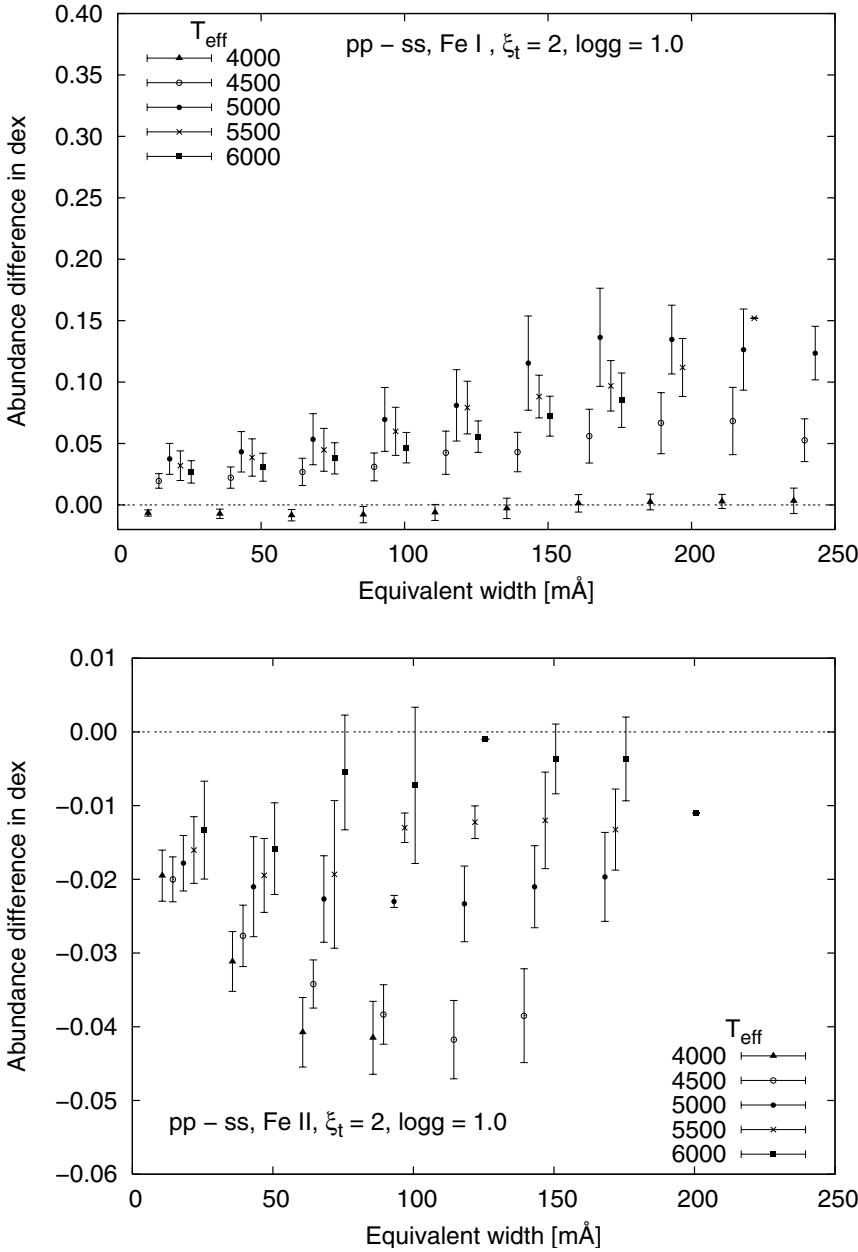 0.40
0.35
0.30
0.25
0.20
0.15
0.10
0.05
0.00
Abundance difference in dex
T_eff
4000
4500
5000
5500
6000
pp − ss, Fe I , ξ_t = 2, logg = 1.0
0 50 100 150 200 250
Equivalent width [mÅ]
0.01
0.00
−0.01
−0.02
−0.03
−0.04
−0.05
−0.06
Abundance difference in dex
T_eff
4000
4500
5000
5500
6000
pp − ss, Fe II, ξ_t = 2, logg = 1.0
0 50 100 150 200 250
Equivalent width [mÅ]